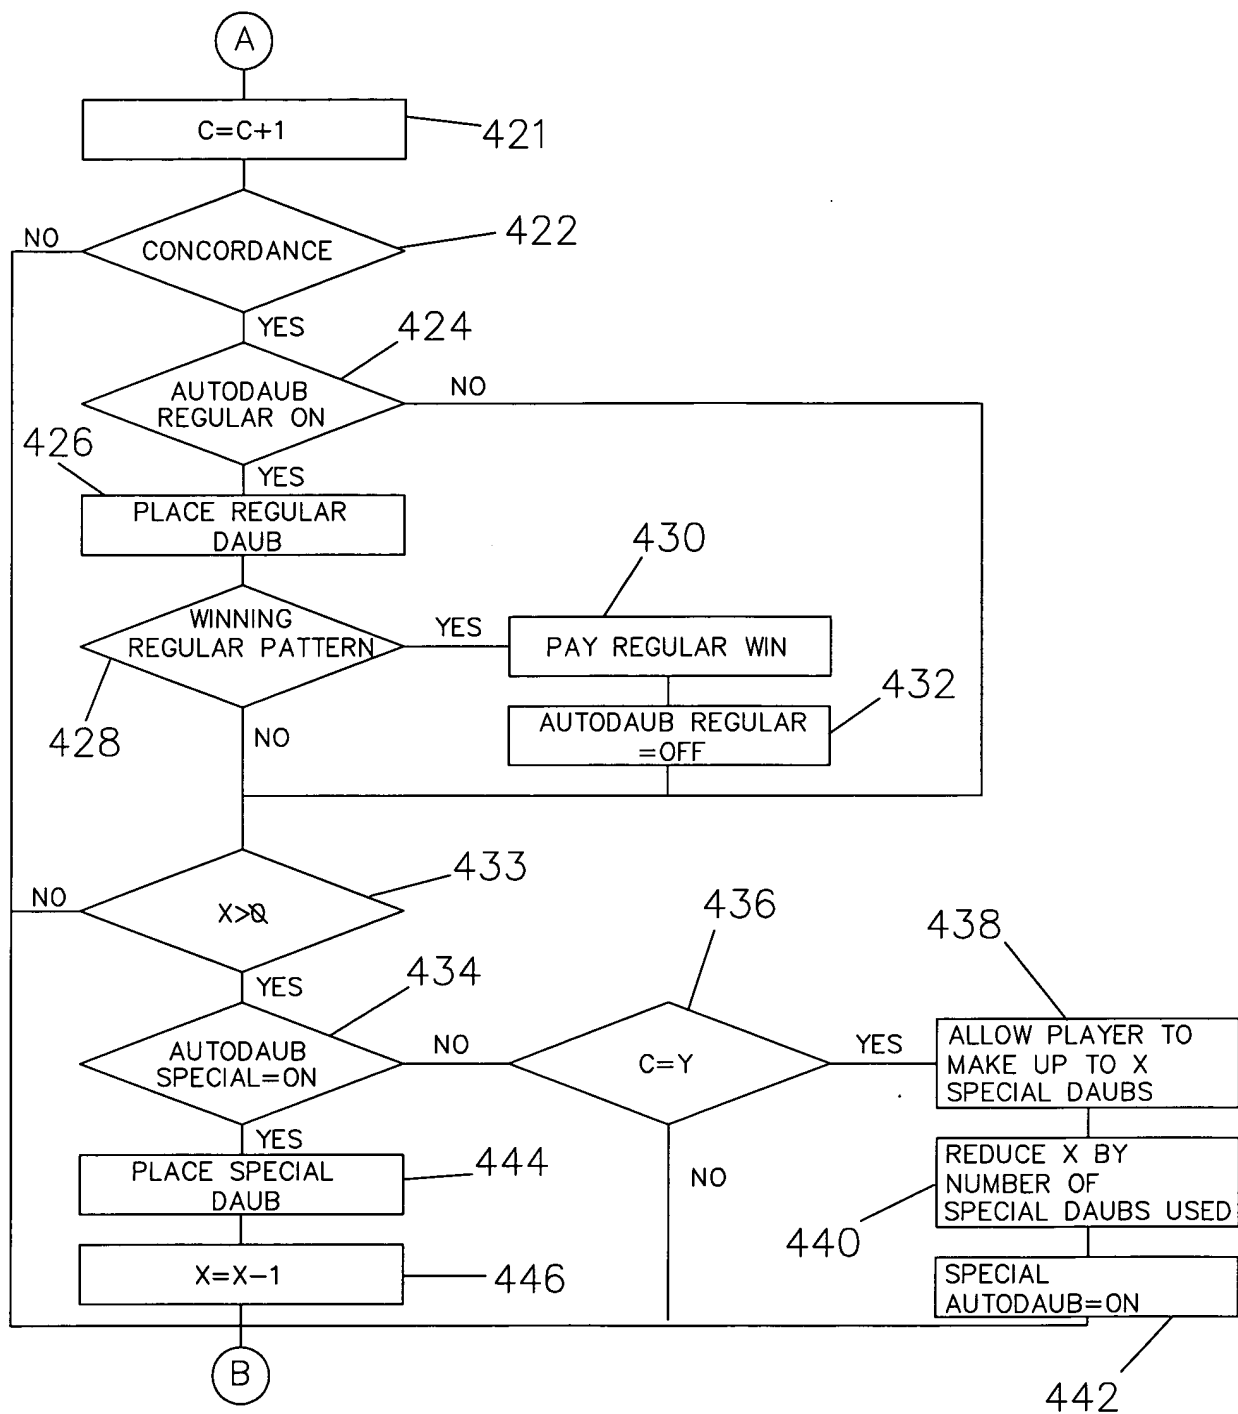 A
C=C+1
421
NO
CONCORDANCE
422
YES
424
AUTODAUB
REGULAR ON
NO
426
YES
PLACE REGULAR
DAUB
430
WINNING
REGULAR PATTERN
YES
PAY REGULAR WIN
432
428
NO
AUTODAUB REGULAR
=OFF
433
NO
X>0
436
438
YES
434
AUTODAUB
SPECIAL=ON
NO
C=Y
YES
ALLOW PLAYER TO
MAKE UP TO X
SPECIAL DAUBS
YES
PLACE SPECIAL
DAUB
444
NO
REDUCE X BY
NUMBER OF
SPECIAL DAUBS USED
440
X=X-1
446
SPECIAL
AUTODAUB=ON
B
442